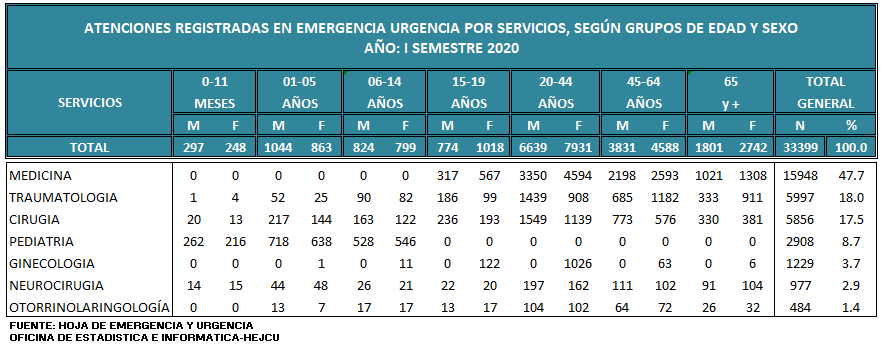 ATENCIONES REGISTRADAS EN EMERGENCIA URGENCIA POR SERVICIOS, SEGÚN GRUPOS DE EDAD Y SEXO
AÑO: I SEMESTRE 2020
SERVICIOS 0-11 MESES 01-05 AÑOS 06-14 AÑOS 15-19 AÑOS 20-44 AÑOS 45-64 AÑOS 65 y + TOTAL GENERAL
M F M F M F M F M F M F M F N %
TOTAL 297 248 1044 863 824 799 774 1018 6639 7931 3831 4588 1801 2742 33399 100.0
MEDICINA 0 0 0 0 0 0 317 567 3350 4594 2198 2593 1021 1308 15948 47.7
TRAUMATOLOGIA 1 4 52 25 90 82 186 99 1439 908 685 1182 333 911 5997 18.0
CIRUGIA 20 13 217 144 163 122 236 193 1549 1139 773 576 330 381 5856 17.5
PEDIATRIA 262 216 718 638 528 546 0 0 0 0 0 0 0 0 2908 8.7
GINECOLOGIA 0 0 0 1 0 11 0 122 0 1026 0 63 0 6 1229 3.7
NEUROCIRUGIA 14 15 44 48 26 21 22 20 197 162 111 102 91 104 977 2.9
OTORRINOLARINGOLOGÍA 0 0 13 7 17 17 13 17 104 102 64 72 26 32 484 1.4
FUENTE: HOJA DE EMERGENCIA Y URGENCIA
OFICINA DE ESTADISTICA E INFORMATICA-HEJCU